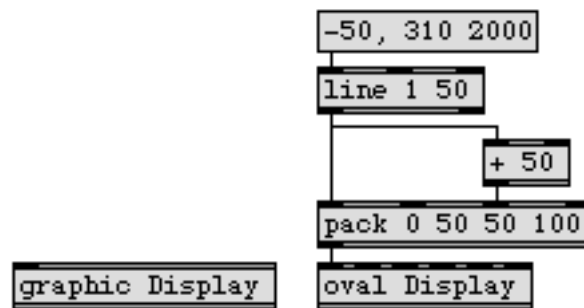 -50, 310 2000
line 1 50
+ 50
pack 0 50 50 100
graphic Display
oval Display